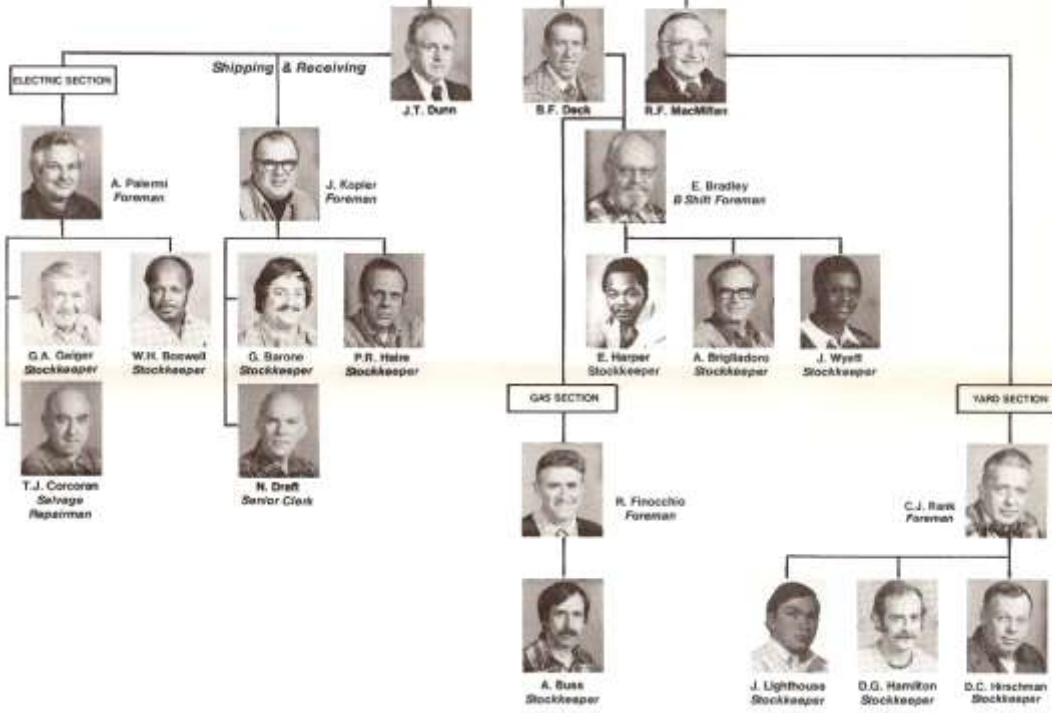 ELECTRIC SECTION
Shipping & Receiving
J.T. Dunn
B.F. Deck
R.F. MacMillan
A. Palermi
Foreman
J. Kopler
Foreman
E. Bradley
B Shift Foreman
G.A. Geiger
Stockkeeper
W.H. Boswell
Stockkeeper
G. Barone
Stockkeeper
P.R. Haire
Stockkeeper
E. Harper
Stockkeeper
A. Brigliadoro
Stockkeeper
J. Wyatt
Stockkeeper
GAS SECTION
YARD SECTION
T.J. Corcoran
Salvage
Repairman
N. Draft
Senior Clerk
R. Finocchio
Foreman
C.J. Rank
Foreman
A. Buss
Stockkeeper
J. Lighthouse
Stockkeeper
D.G. Hamilton
Stockkeeper
D.C. Hirschman
Stockkeeper